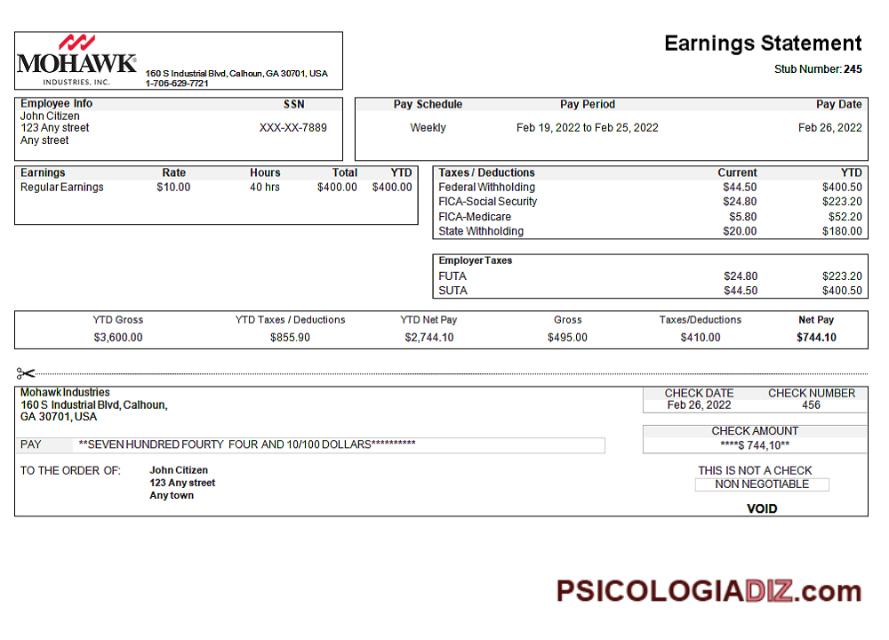 Earnings Statement
MOHAWK
INDUSTRIES, INC.
160 S Industrial Blvd, Calhoun, GA 30701, USA
1-706-629-7721
Stub Number: 245
Employee Info SSN
John Citizen
123 Any street XXX-XX-7889
Any street
Pay Schedule Pay Period Pay Date
Weekly Feb 19, 2022 to Feb 25, 2022 Feb 26, 2022
Earnings Rate Hours Total YTD
Regular Earnings $10.00 40 hrs $400.00 $400.00
Taxes / Deductions Current YTD
Federal Withholding $44.50 $400.50
FICA-Social Security $24.80 $223.20
FICA-Medicare $5.80 $52.20
State Withholding $20.00 $180.00
Employer Taxes
FUTA $24.80 $223.20
SUTA $44.50 $400.50
YTD Gross YTD Taxes / Deductions YTD Net Pay Gross Taxes/Deductions Net Pay
$3,600.00 $855.90 $2,744.10 $495.00 $410.00 $744.10
Mohawk Industries
160 S Industrial Blvd, Calhoun,
GA 30701, USA
CHECK DATE CHECK NUMBER
Feb 26, 2022 456
CHECK AMOUNT
****$ 744,10**
PAY **SEVEN HUNDRED FOURTY FOUR AND 10/100 DOLLARS**********
TO THE ORDER OF: John Citizen
123 Any street
Any town
THIS IS NOT A CHECK
NON NEGOTIABLE
VOID
PSICOLOGIADIZ.com